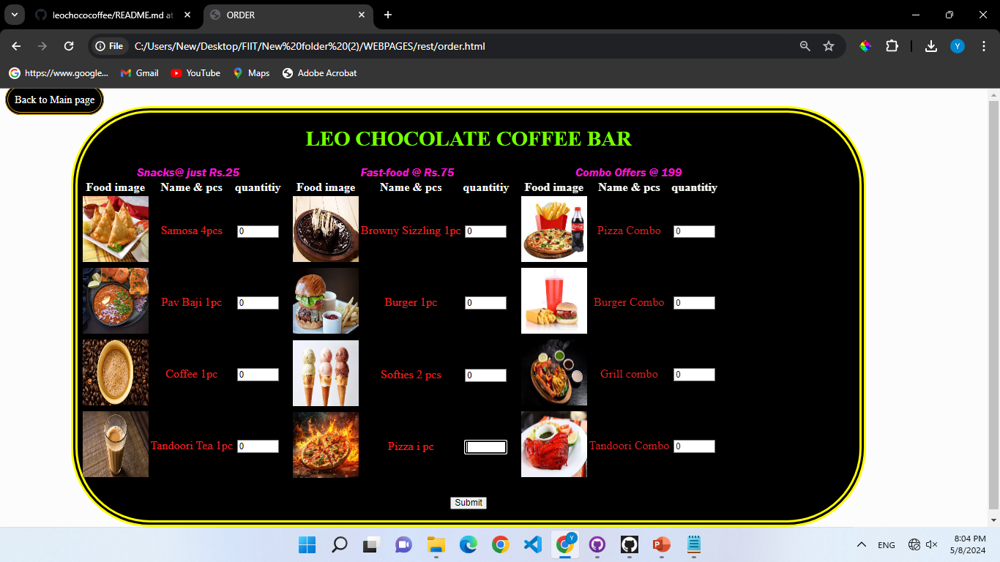 leochococoffee/README.md at
ORDER
File
C:/Users/New/Desktop/FIIT/New%20folder%20(2)/WEBPAGES/rest/order.html
Y
https://www.google...
Gmail
YouTube
Maps
Adobe Acrobat
Back to Main page
LEO CHOCOLATE COFFEE BAR
Snacks@ just Rs.25 Fast-food @ Rs.75 Combo Offers @ 199
Food image Name & pcs quantitiy Food image Name & pcs quantitiy Food image Name & pcs quantitiy
Samosa 4pcs 0 Browny Sizzling 1pc 0 Pizza Combo 0
Pav Baji 1pc 0 Burger 1pc 0 Burger Combo 0
Coffee 1pc 0 Softies 2 pcs 0 Grill combo 0
Tandoori Tea 1pc 0 Pizza i pc Tandoori Combo 0
Submit
Y
ENG
8:04 PM
5/8/2024